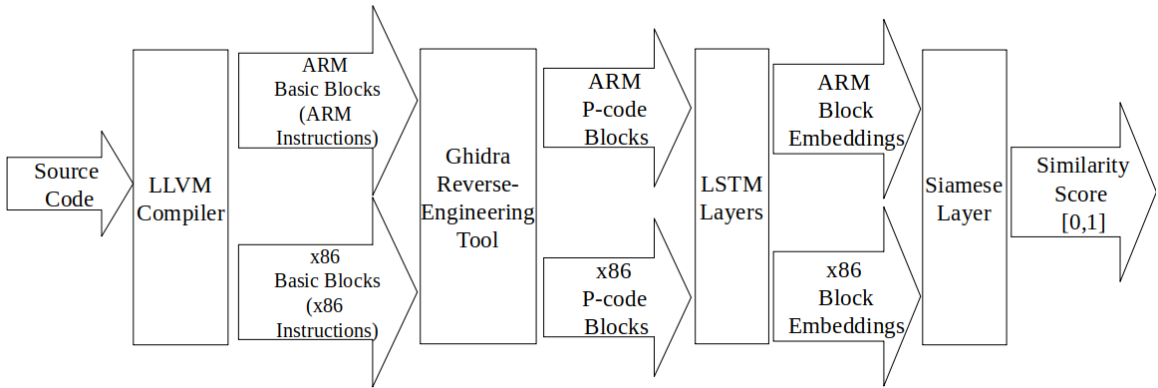 Source
Code
LLVM
Compiler
ARM
Basic Blocks
(ARM
Instructions)
x86
Basic Blocks
(x86
Instructions)
Ghidra
Reverse-
Engineering
Tool
ARM
P-code
Blocks
x86
P-code
Blocks
LSTM
Layers
ARM
Block
Embeddings
x86
Block
Embeddings
Siamese
Layer
Similarity
Score
[0,1]